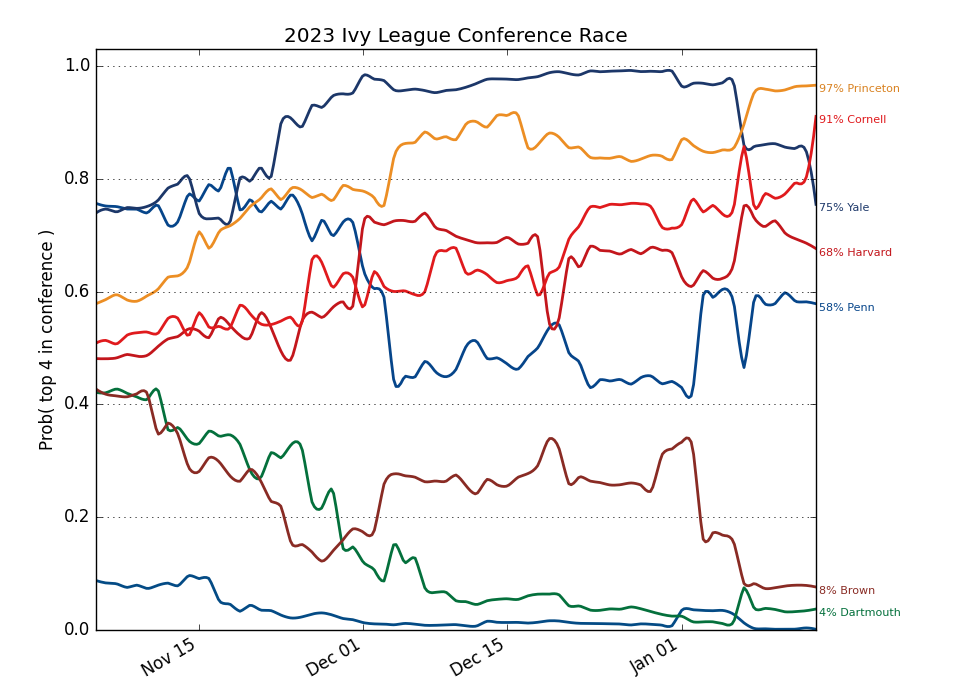 2023 Ivy League Conference Race
Prob( top 4 in conference )
1.0
0.8
0.6
0.4
0.2
0.0
Nov 15
Dec 01
Dec 15
Jan 01
97% Princeton
91% Cornell
75% Yale
68% Harvard
58% Penn
8% Brown
4% Dartmouth